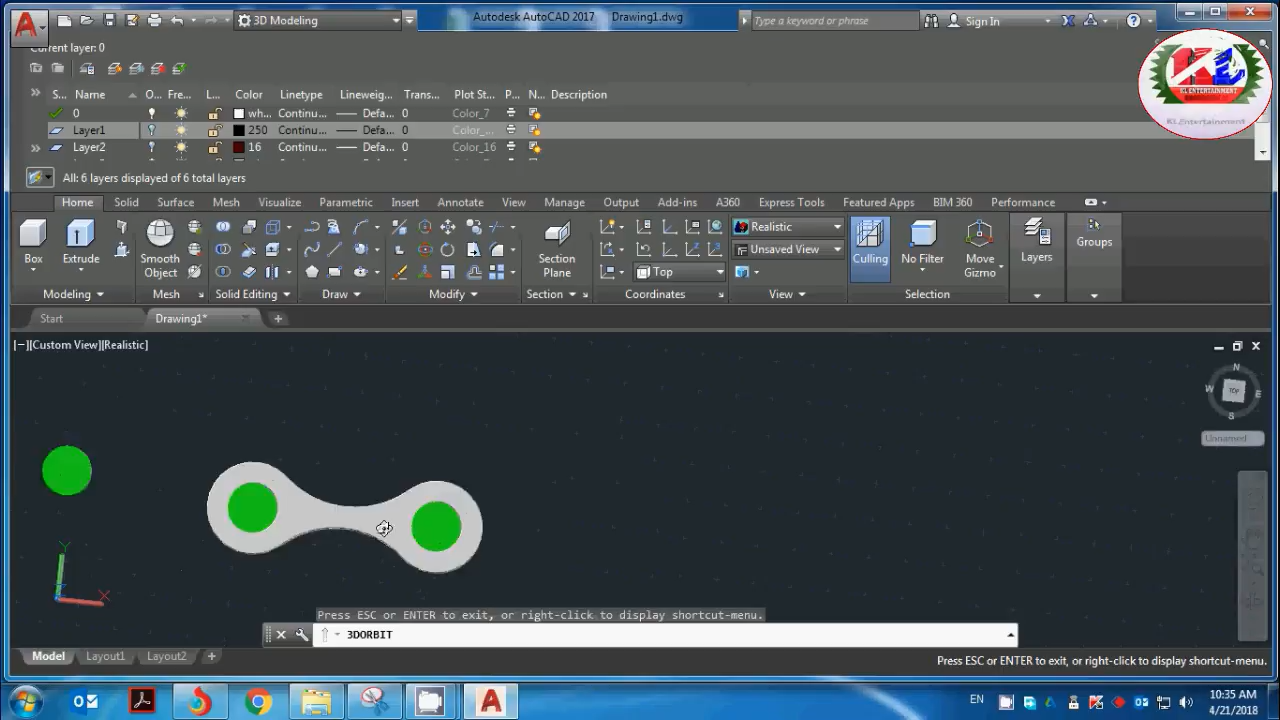 3D Modeling
Autodesk AutoCAD 2017 Drawing1.dwg
Type a keyword or phrase
Sign In
Current layer: 0
S... Name O... Fre... L... Color Linetype Lineweig... Trans... Plot St... P... N... Description
0 wh... Continu... Defa... 0 Color_7
Layer1 250 Continu... Defa... 0 Color_...
Layer2 16 Continu... Defa... 0 Color_16
KL ENTERTAINMENT
KL Entertainment
All: 6 layers displayed of 6 total layers
Home Solid Surface Mesh Visualize Parametric Insert Annotate View Manage Output Add-ins A360 Express Tools Featured Apps BIM 360 Performance
Realistic
Unsaved View
Top
Box Extrude Smooth Object Section Plane Culling No Filter Move Gizmo Layers Groups
Modeling Mesh Solid Editing Draw Modify Section Coordinates View Selection
Start Drawing1*
[−][Custom View][Realistic]
N
W TOP E
S
Unnamed
Y
X
Press ESC or ENTER to exit, or right-click to display shortcut-menu.
3DORBIT
Model Layout1 Layout2
Press ESC or ENTER to exit, or right-click to display shortcut-menu.
EN
10:35 AM
4/21/2018